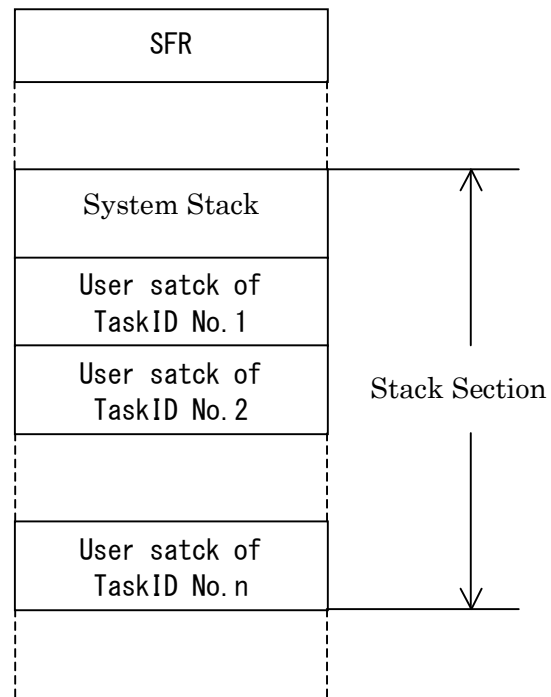 SFR
System Stack
User satck of
TaskID No.1
User satck of
TaskID No.2
Stack Section
User satck of
TaskID No.n